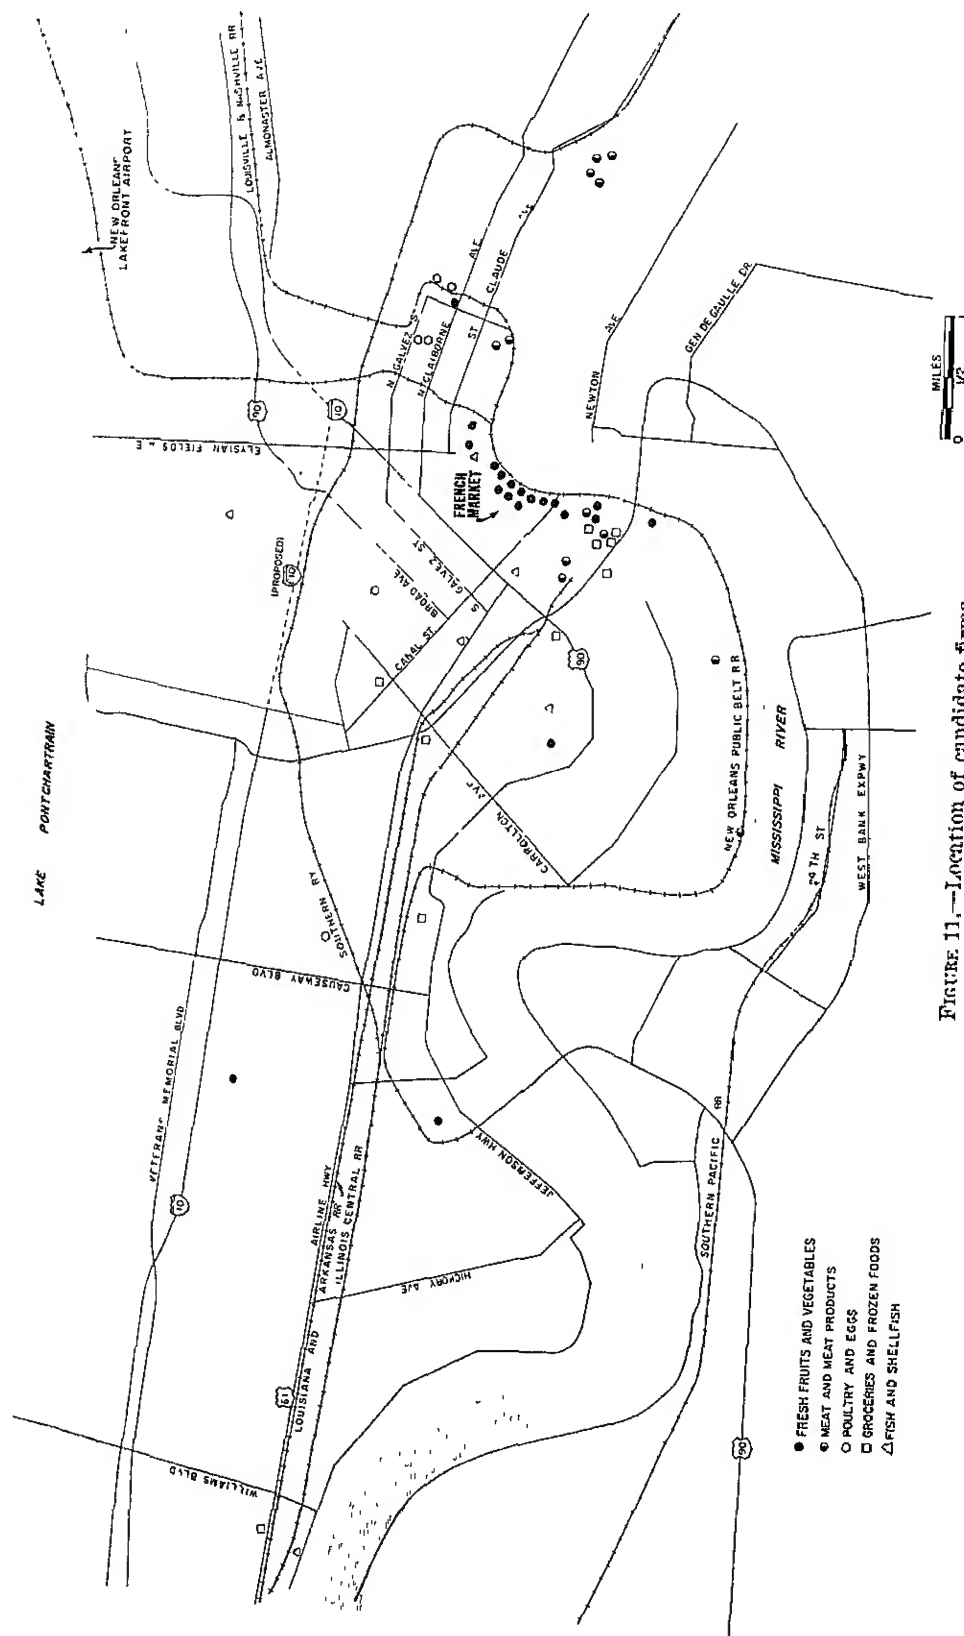 LAKE PONTCHARTRAIN
NEW ORLEANS
LAKEFRONT AIRPORT
LOUISVILLE & NASHVILLE RR
ALMONASTER AVE
90
10
ELYSIAN FIELDS
(PROPOSED)
10
N GALVEZ S
N CLAIBORNE
AVE
ST CLAUDE
AVE
FRENCH
MARKET
NEWTON AVE
GEN DE GAULLE DR
S GALVEZ ST
BROAD AVE
CANAL ST
90
CARROLLTON AVE
NEW ORLEANS PUBLIC BELT RR
MISSISSIPPI RIVER
WEST BANK EXPWY
SOUTHERN RY
CAUSEWAY BLVD
VETERANS MEMORIAL BLVD
10
AIRLINE HWY
LOUISIANA AND ARKANSAS RR
ILLINOIS CENTRAL RR
JEFFERSON HWY
HICKORY AVE
61
WILLIAMS BLVD
SOUTHERN PACIFIC RR
90
● FRESH FRUITS AND VEGETABLES
◒ MEAT AND MEAT PRODUCTS
○ POULTRY AND EGGS
□ GROCERIES AND FROZEN FOODS
△ FISH AND SHELLFISH
MILES
0 1/2
FIGURE 11.—Location of candidate firms